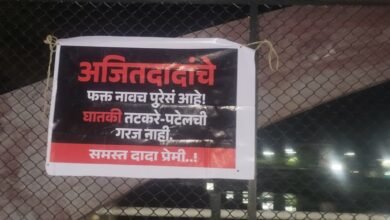 अजितदादांचे
फक्त नावच पुरेसं आहे!
घातकी तटकरे-पटेलची
गरज नाही.
समस्त दादा प्रेमी..!